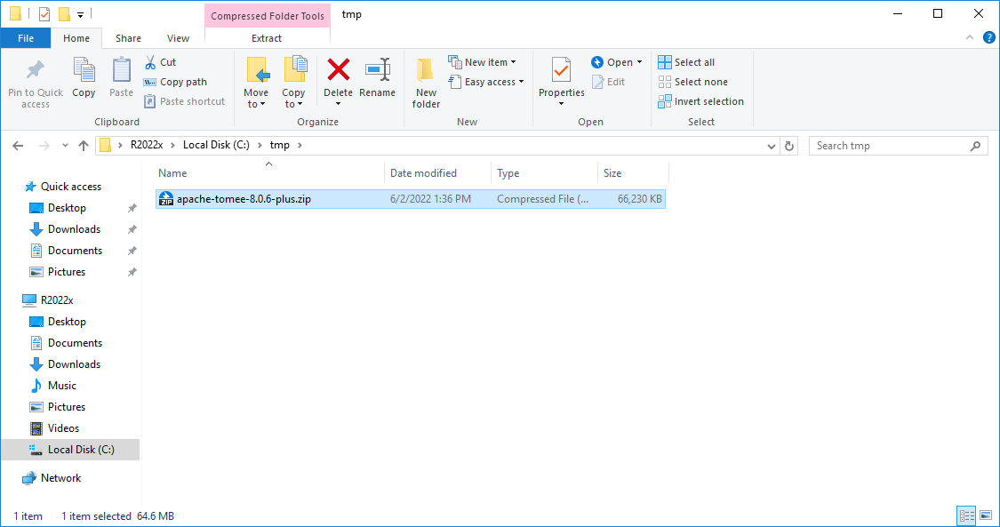 Compressed Folder Tools
tmp
File
Home
Share
View
Extract
Pin to Quick
access
Copy
Paste
Cut
Copy path
Paste shortcut
Clipboard
Move
to
Copy
to
Delete
Rename
Organize
New
folder
New item
Easy access
New
Properties
Open
Edit
Open
Select all
Select none
Invert selection
Select
R2022x
Local Disk (C:)
tmp
Search tmp
Name
Date modified
Type
Size
ZIP
apache-tomee-8.0.6-plus.zip
6/2/2022 1:36 PM
Compressed File (...
66,230 KB
Quick access
Desktop
Downloads
Documents
Pictures
R2022x
Desktop
Documents
Downloads
Music
Pictures
Videos
Local Disk (C:)
Network
1 item
1 item selected 64.6 MB